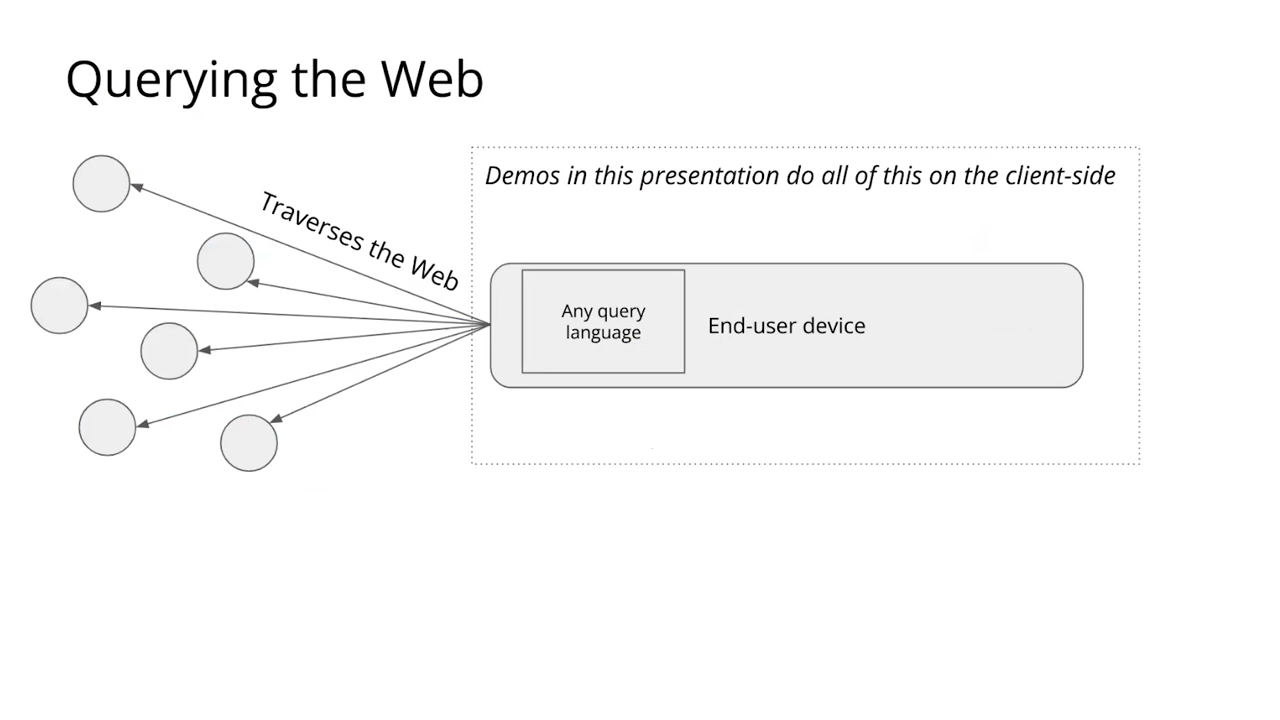 Querying the Web
Demos in this presentation do all of this on the client-side
Traverses the Web
Any query
language
End-user device